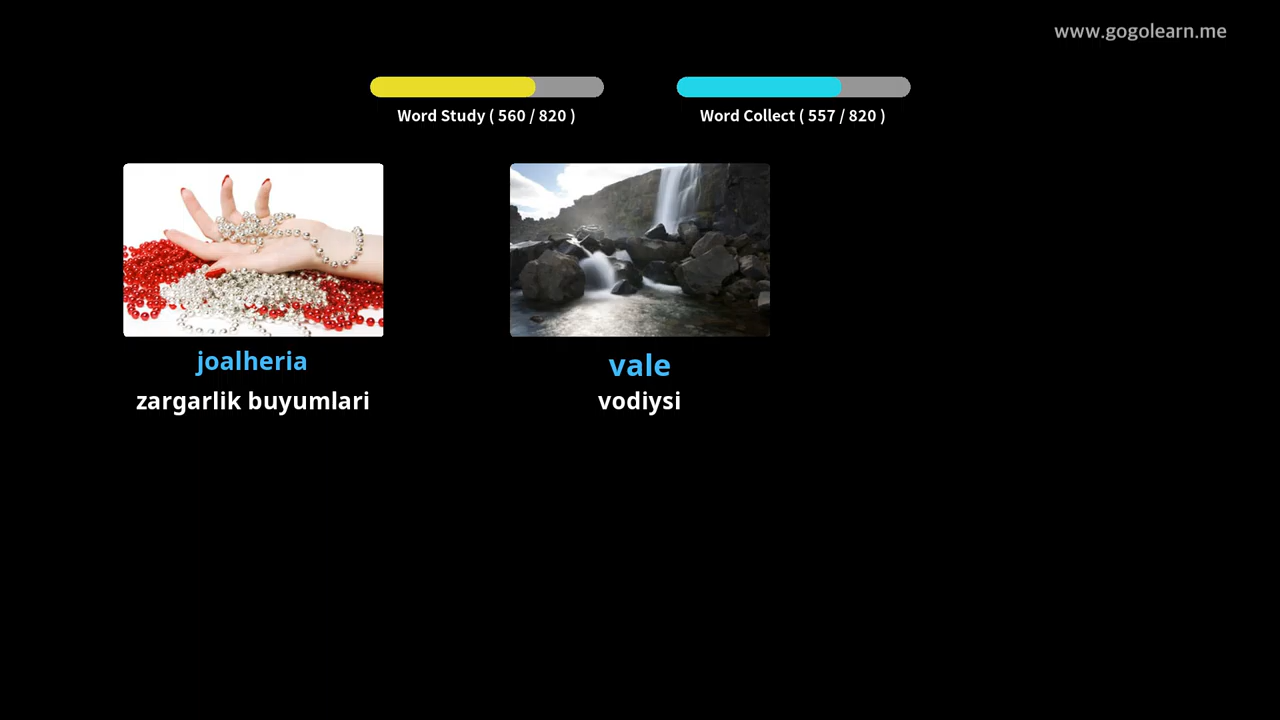 www.gogolearn.me
Word Study ( 560 / 820 )
Word Collect ( 557 / 820 )
joalheria
zargarlik buyumlari
vale
vodiysi